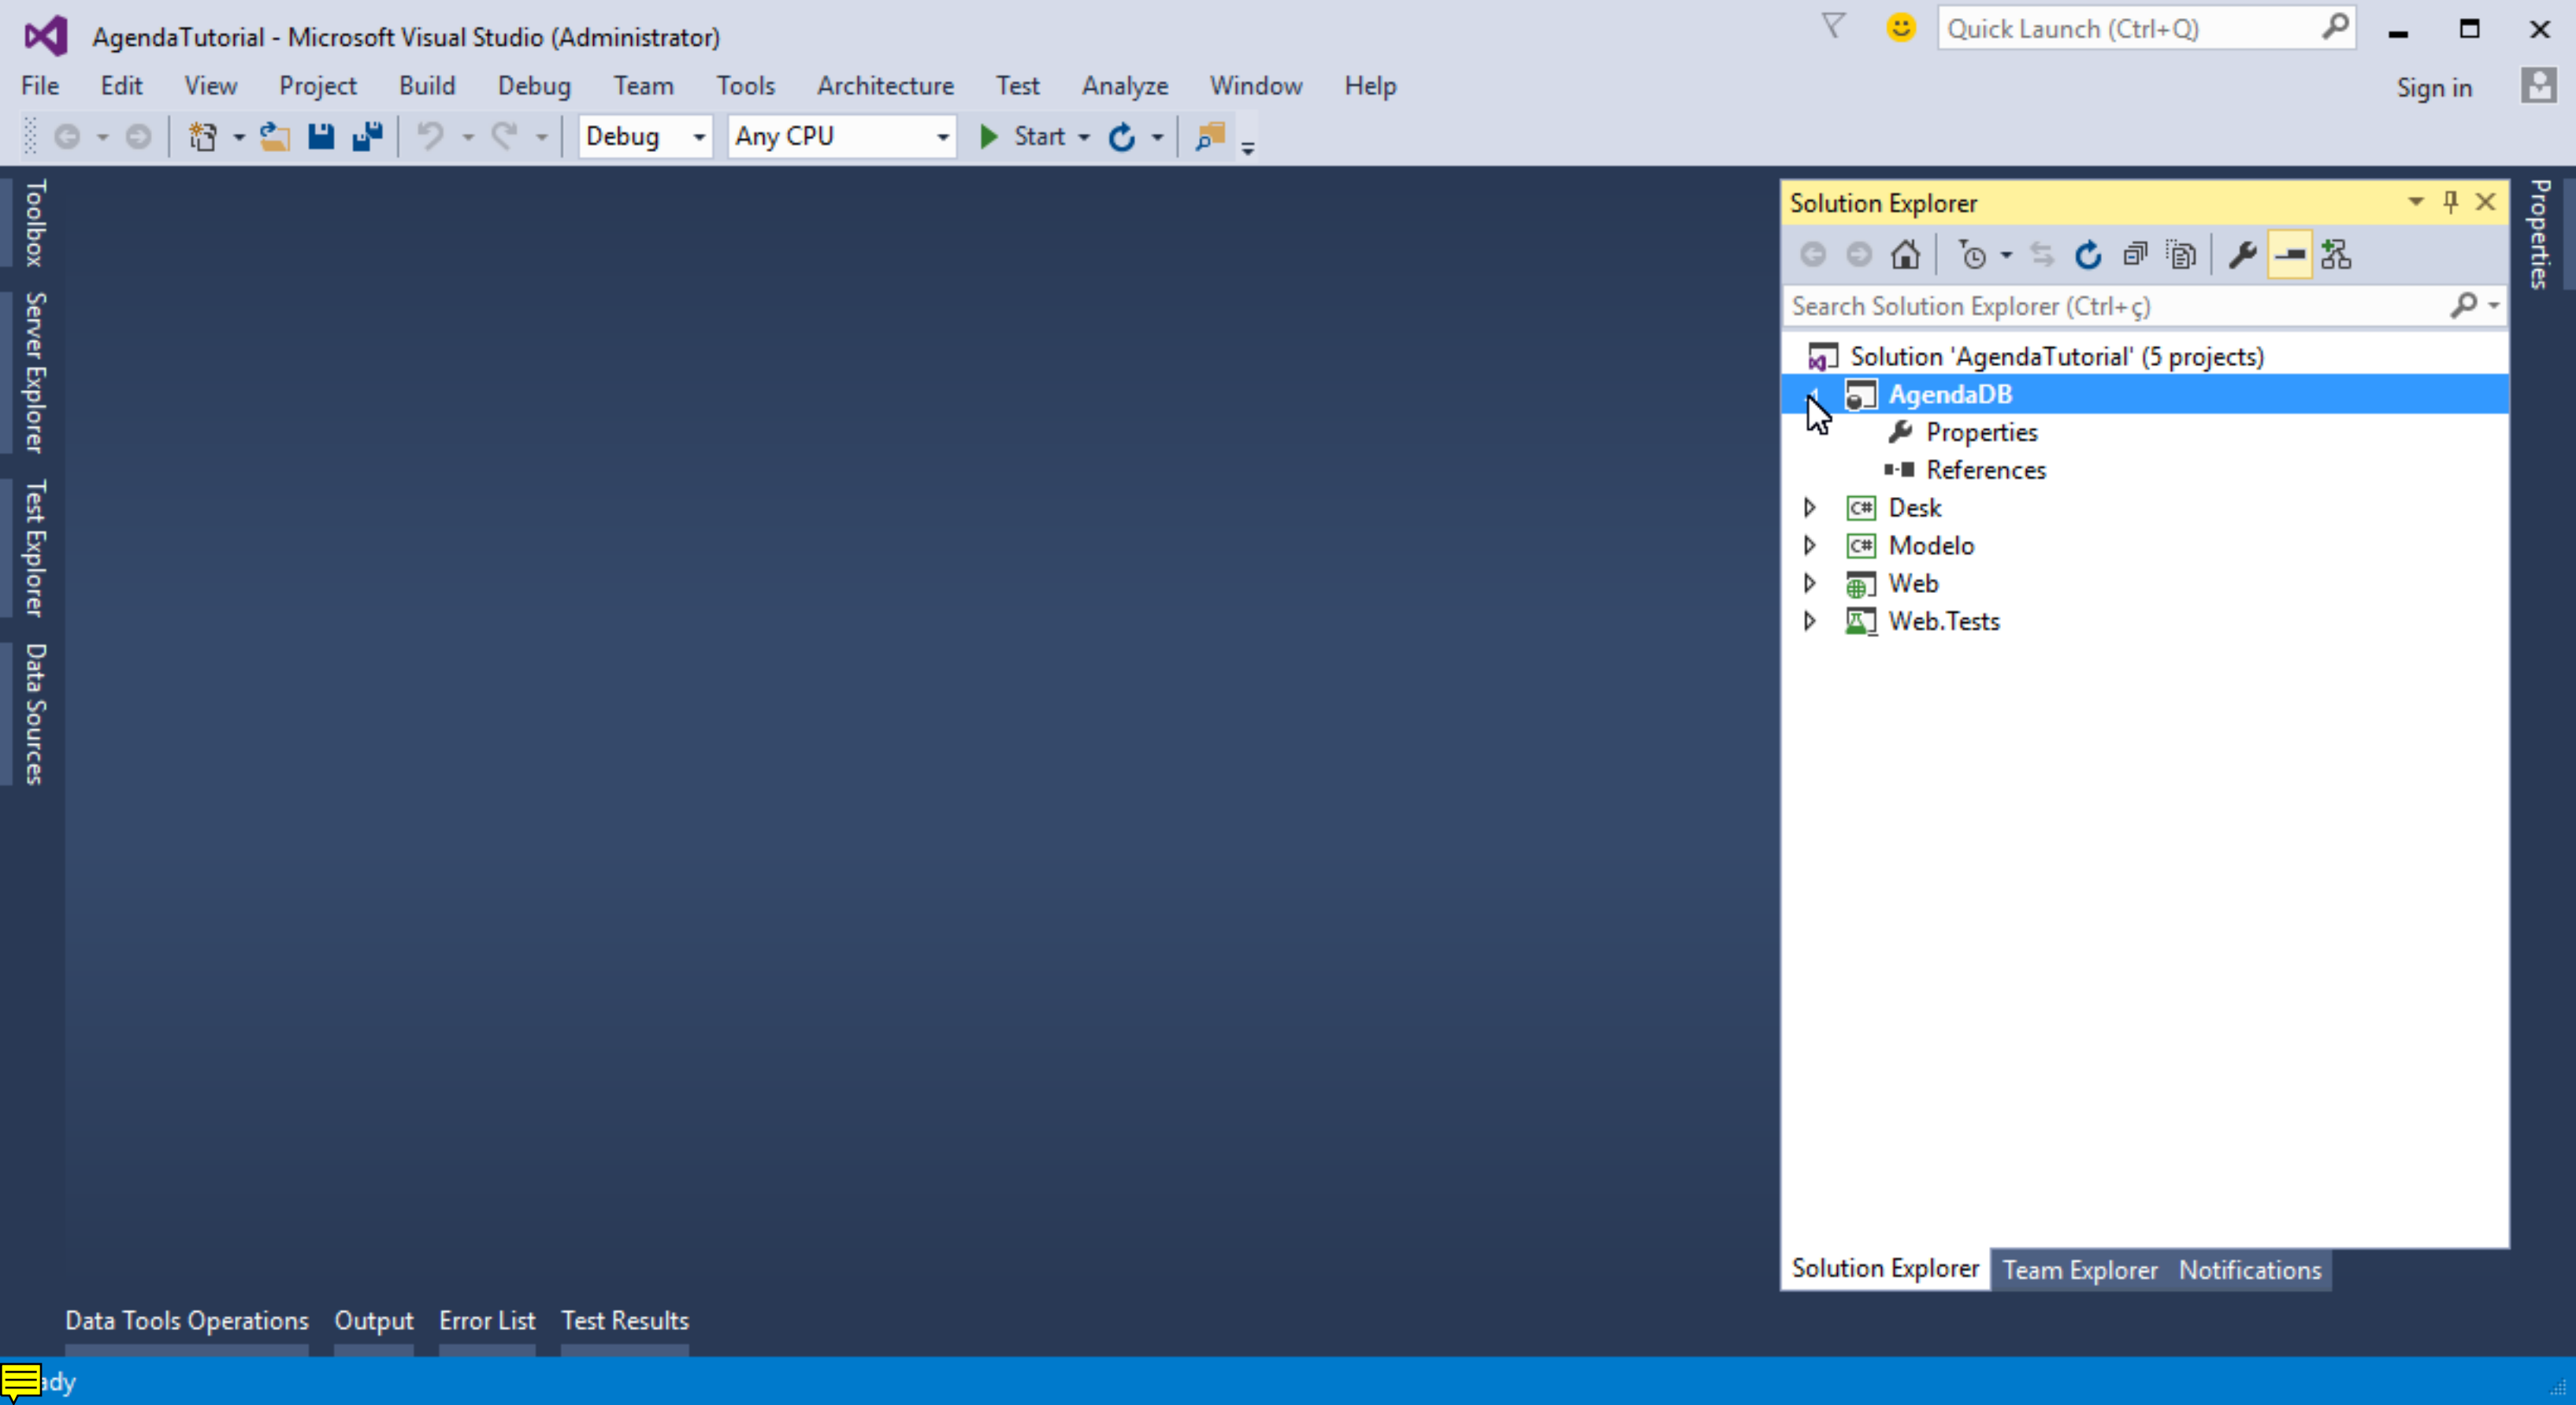 AgendaTutorial - Microsoft Visual Studio (Administrator)
Quick Launch (Ctrl+Q)
File Edit View Project Build Debug Team Tools Architecture Test Analyze Window Help
Sign in
Debug Any CPU Start
Toolbox
Server Explorer
Test Explorer
Data Sources
Solution Explorer
Search Solution Explorer (Ctrl+ç)
Solution 'AgendaTutorial' (5 projects)
AgendaDB
Properties
References
C# Desk
C# Modelo
Web
Web.Tests
Solution Explorer Team Explorer Notifications
Properties
Data Tools Operations Output Error List Test Results
ady